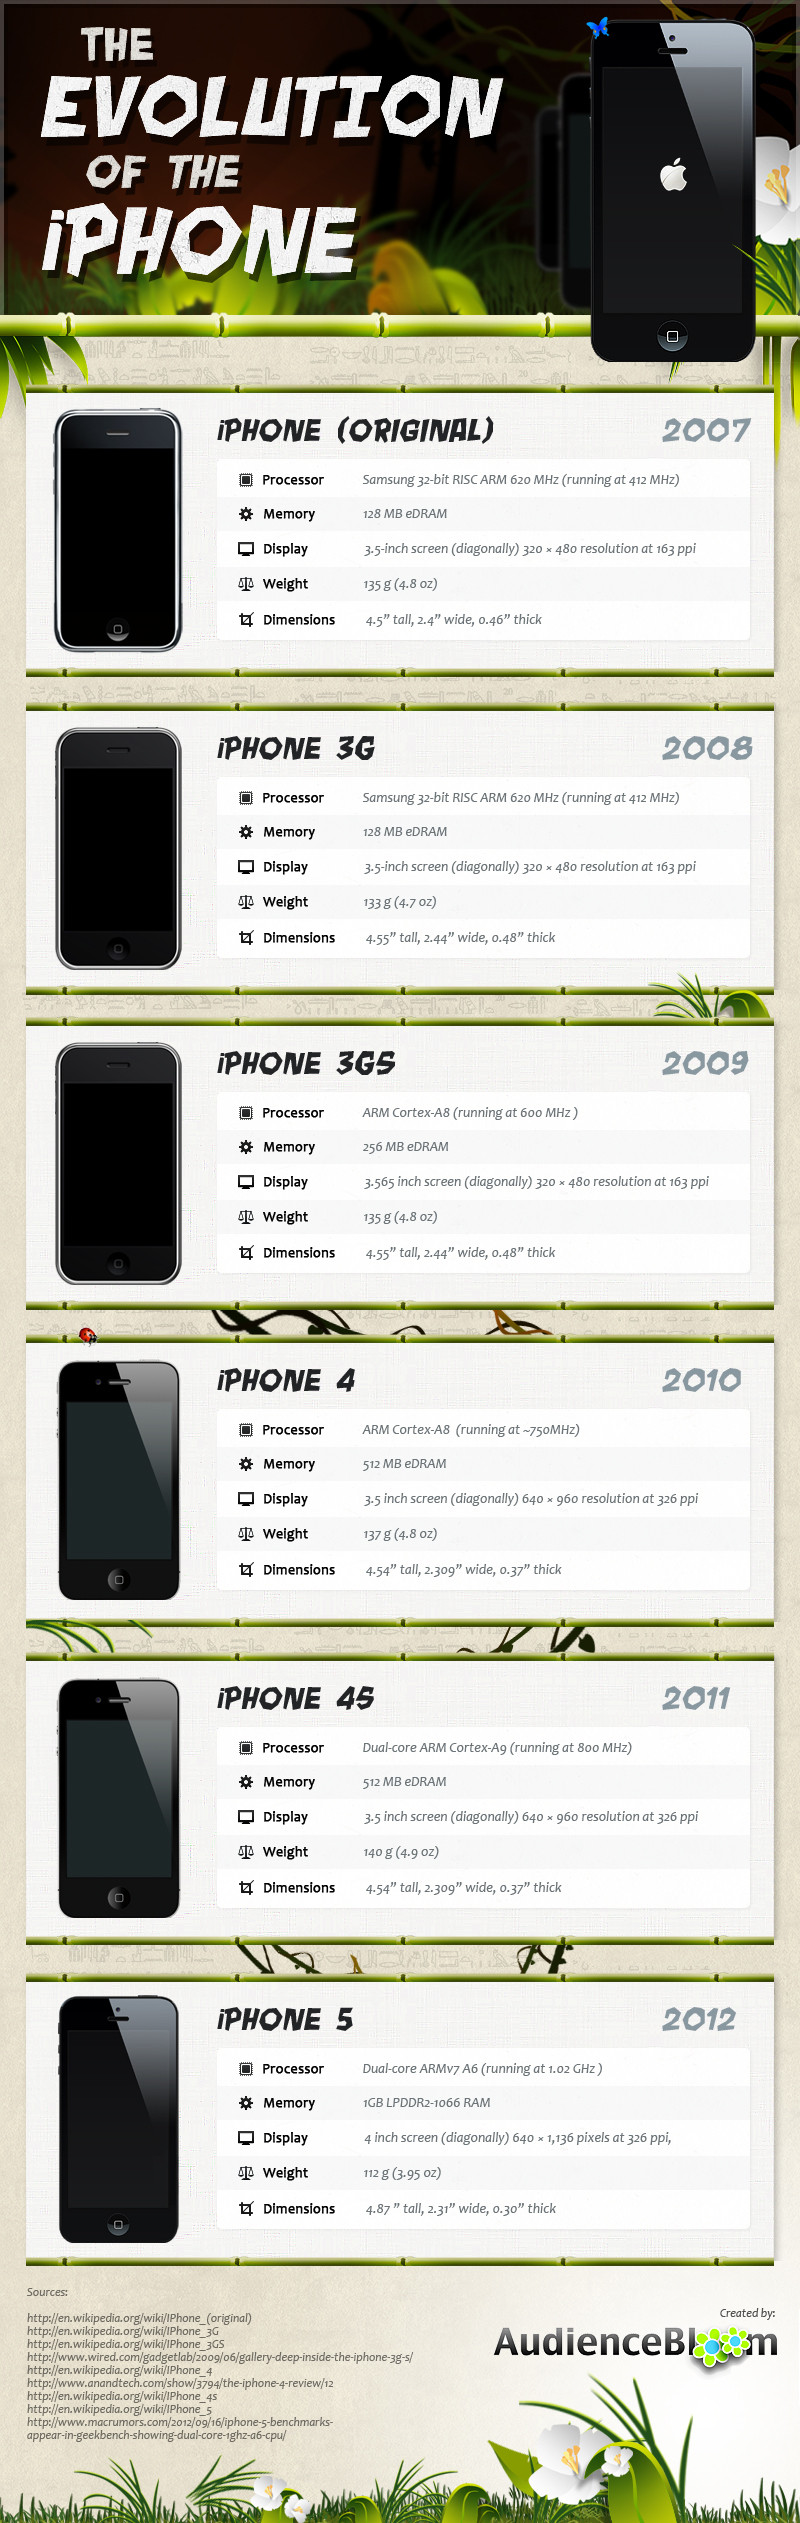 THE
EVOLUTION
OF THE
iPHONE
iPHONE (ORIGINAL) 2007
Processor Samsung 32-bit RISC ARM 620 MHz (running at 412 MHz)
Memory 128 MB eDRAM
Display 3.5-inch screen (diagonally) 320 × 480 resolution at 163 ppi
Weight 135 g (4.8 oz)
Dimensions 4.5” tall, 2.4” wide, 0.46” thick
iPHONE 3G 2008
Processor Samsung 32-bit RISC ARM 620 MHz (running at 412 MHz)
Memory 128 MB eDRAM
Display 3.5-inch screen (diagonally) 320 × 480 resolution at 163 ppi
Weight 133 g (4.7 oz)
Dimensions 4.55” tall, 2.44” wide, 0.48” thick
iPHONE 3GS 2009
Processor ARM Cortex-A8 (running at 600 MHz )
Memory 256 MB eDRAM
Display 3.565 inch screen (diagonally) 320 × 480 resolution at 163 ppi
Weight 135 g (4.8 oz)
Dimensions 4.55” tall, 2.44” wide, 0.48” thick
iPHONE 4 2010
Processor ARM Cortex-A8 (running at ~750MHz)
Memory 512 MB eDRAM
Display 3.5 inch screen (diagonally) 640 × 960 resolution at 326 ppi
Weight 137 g (4.8 oz)
Dimensions 4.54” tall, 2.309” wide, 0.37” thick
iPHONE 4S 2011
Processor Dual-core ARM Cortex-A9 (running at 800 MHz)
Memory 512 MB eDRAM
Display 3.5 inch screen (diagonally) 640 × 960 resolution at 326 ppi
Weight 140 g (4.9 oz)
Dimensions 4.54” tall, 2.309” wide, 0.37” thick
iPHONE 5 2012
Processor Dual-core ARMv7 A6 (running at 1.02 GHz )
Memory 1GB LPDDR2-1066 RAM
Display 4 inch screen (diagonally) 640 × 1,136 pixels at 326 ppi,
Weight 112 g (3.95 oz)
Dimensions 4.87 ” tall, 2.31” wide, 0.30” thick
Sources:
http://en.wikipedia.org/wiki/IPhone_(original)
http://en.wikipedia.org/wiki/IPhone_3G
http://en.wikipedia.org/wiki/IPhone_3GS
http://www.wired.com/gadgetlab/2009/06/gallery-deep-inside-the-iphone-3g-s/
http://en.wikipedia.org/wiki/IPhone_4
http://www.anandtech.com/show/3794/the-iphone-4-review/12
http://en.wikipedia.org/wiki/IPhone_4s
http://en.wikipedia.org/wiki/IPhone_5
http://www.macrumors.com/2012/09/16/iphone-5-benchmarks-
appear-in-geekbench-showing-dual-core-1ghz-a6-cpu/
Created by:
AudienceBloom